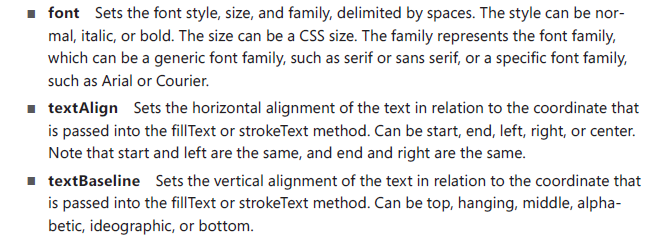 ■ font Sets the font style, size, and family, delimited by spaces. The style can be nor-
mal, italic, or bold. The size can be a CSS size. The family represents the font family,
which can be a generic font family, such as serif or sans serif, or a specific font family,
such as Arial or Courier.
■ textAlign Sets the horizontal alignment of the text in relation to the coordinate that
is passed into the fillText or strokeText method. Can be start, end, left, right, or center.
Note that start and left are the same, and end and right are the same.
■ textBaseline Sets the vertical alignment of the text in relation to the coordinate that
is passed into the fillText or strokeText method. Can be top, hanging, middle, alpha-
betic, ideographic, or bottom.